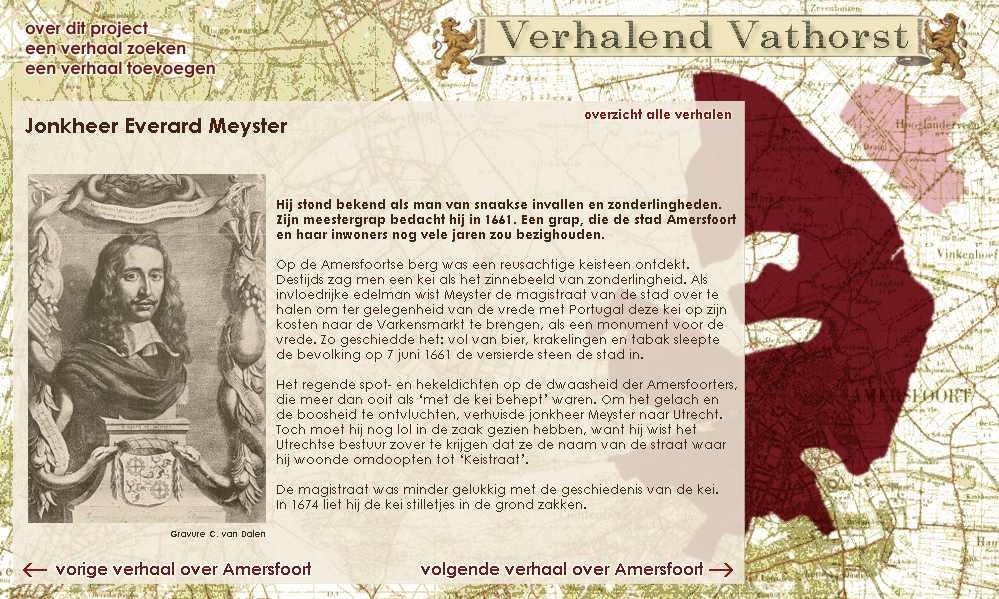 over dit project
een verhaal zoeken
een verhaal toevoegen
Verhalend Vathorst
overzicht alle verhalen
Jonkheer Everard Meyster
Hij stond bekend als man van snaakse invallen en zonderlingheden.
Zijn meestergrap bedacht hij in 1661. Een grap, die de stad Amersfoort
en haar inwoners nog vele jaren zou bezighouden.
Op de Amersfoortse berg was een reusachtige keisteen ontdekt.
Destijds zag men een kei als het zinnebeeld van zonderlingheid. Als
invloedrijke edelman wist Meyster de magistraat van de stad over te
halen om ter gelegenheid van de vrede met Portugal deze kei op zijn
kosten naar de Varkensmarkt te brengen, als een monument voor de
vrede. Zo geschiedde het: vol van bier, krakelingen en tabak sleepte
de bevolking op 7 juni 1661 de versierde steen de stad in.
Het regende spot- en hekeldichten op de dwaasheid der Amersfoorters,
die meer dan ooit als ‘met de kei behept’ waren. Om het gelach en
de boosheid te ontvluchten, verhuisde jonkheer Meyster naar Utrecht.
Toch moet hij nog lol in de zaak gezien hebben, want hij wist het
Utrechtse bestuur zover te krijgen dat ze de naam van de straat waar
hij woonde omdoopten tot ‘Keistraat’.
De magistraat was minder gelukkig met de geschiedenis van de kei.
In 1674 liet hij de kei stilletjes in de grond zakken.
Gravure C. van Dalen
← vorige verhaal over Amersfoort
volgende verhaal over Amersfoort →
Zevenhuizen
Hooglanderveen
Vinkenhoef
AMERSFOORT